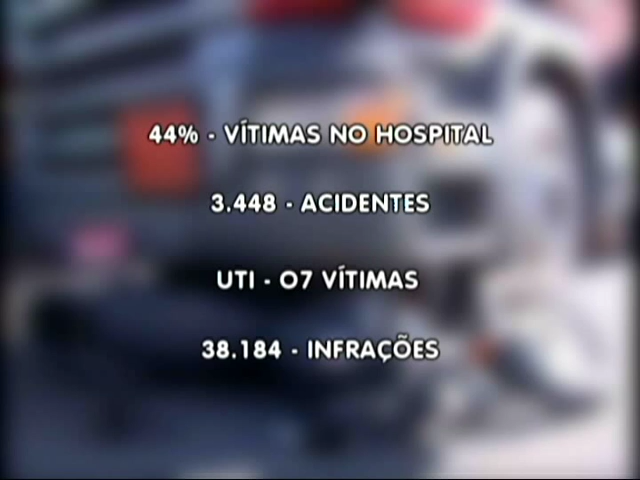 44% - VÍTIMAS NO HOSPITAL
3.448 - ACIDENTES
UTI - 07 VÍTIMAS
38.184 - INFRAÇÕES